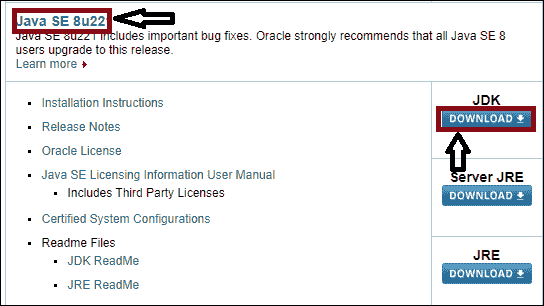 Java SE 8u221
Java SE 8u221 includes important bug fixes. Oracle strongly recommends that all Java SE 8
users upgrade to this release.
Learn more
Installation Instructions
Release Notes
Oracle License
Java SE Licensing Information User Manual
Includes Third Party Licenses
Certified System Configurations
Readme Files
JDK ReadMe
JRE ReadMe
JDK
DOWNLOAD
Server JRE
DOWNLOAD
JRE
DOWNLOAD